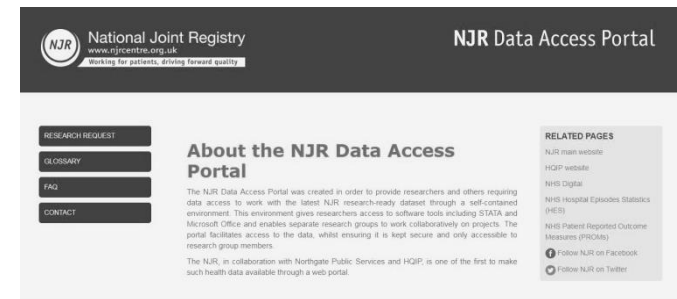 NJR
National Joint Registry
www.njrcentre.org.uk
Working for patients, driving forward quality
NJR Data Access Portal
RESEARCH REQUEST
GLOSSARY
FAQ
CONTACT
About the NJR Data Access
Portal
The NJR Data Access Portal was created in order to provide researchers and others requiring
data access to work with the latest NJR research-ready dataset through a self-contained
environment. This environment gives researchers access to software tools including STATA and
Microsoft Office and enables separate research groups to work collaboratively on projects. The
portal facilitates access to the data, whilst ensuring it is kept secure and only accessible to
research group members.
The NJR, in collaboration with Northgate Public Services and HQIP, is one of the first to make
such health data available through a web portal.
RELATED PAGES
NJR main website
HQIP website
NHS Digital
NHS Hospital Episodes Statistics
(HES)
NHS Patient Reported Outcome
Measures (PROMs)
Follow NJR on Facebook
Follow NJR on Twitter